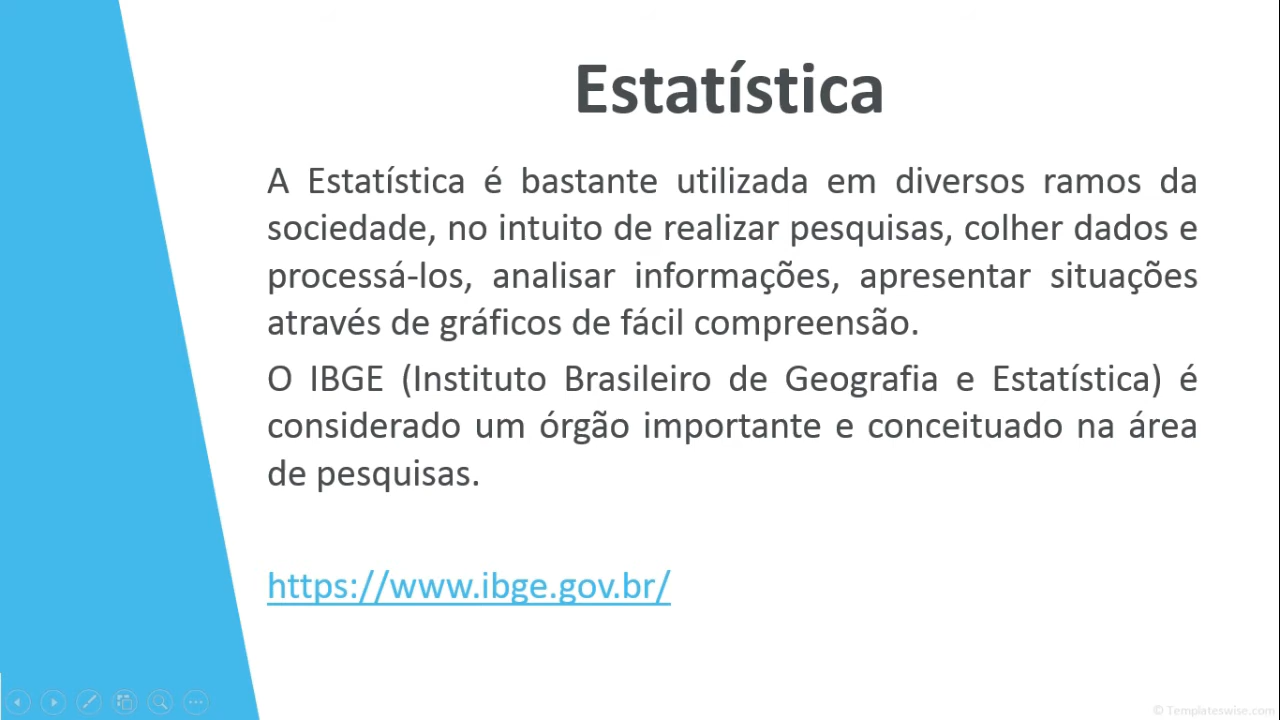 Estatística
A Estatística é bastante utilizada em diversos ramos da
sociedade, no intuito de realizar pesquisas, colher dados e
processá-los, analisar informações, apresentar situações
através de gráficos de fácil compreensão.
O IBGE (Instituto Brasileiro de Geografia e Estatística) é
considerado um órgão importante e conceituado na área
de pesquisas.
https://www.ibge.gov.br/
© Templateswise.com